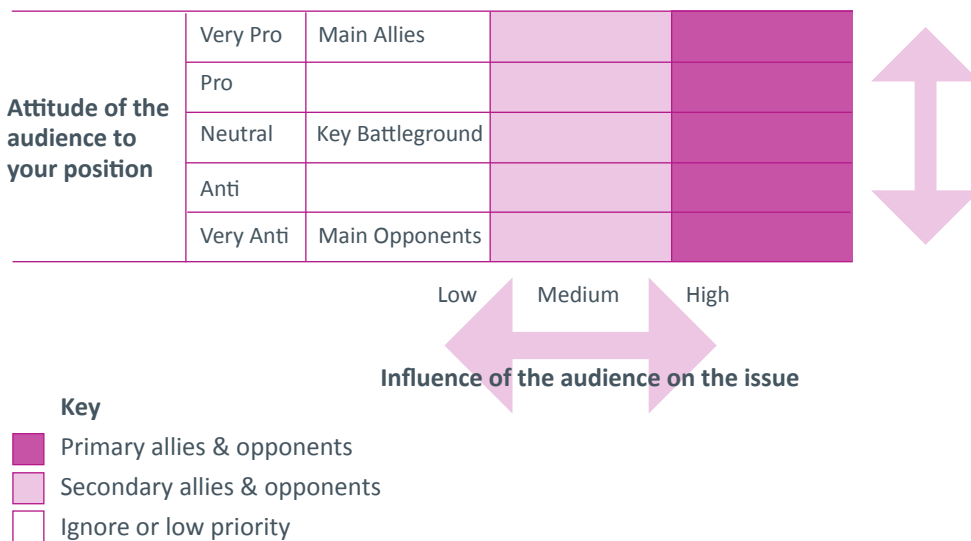 Very Pro
Main Allies
Pro
Attitude of the
audience to
your position
Neutral
Key Battleground
Anti
Very Anti
Main Opponents
Low
Medium
High
Influence of the audience on the issue
Key
Primary allies & opponents
Secondary allies & opponents
Ignore or low priority